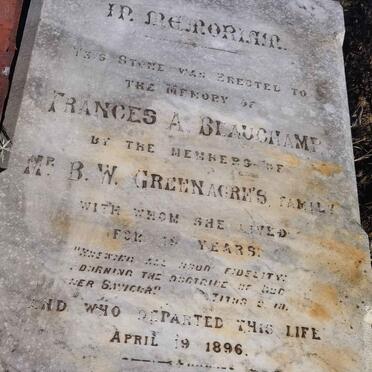 IN MEMORIAM.
THIS STONE WAS ERECTED TO
THE MEMORY OF
FRANCES A. BEAUCHAMP
BY THE MEMBERS OF
MR B. W. GREENACRE'S FAMILY
WITH WHOM SHE LIVED
FOR 19 YEARS.
"SHEWING ALL GOOD FIDELITY;
ADORNING THE DOCTRINE OF GOD
HER SAVIOUR" TITUS 2. 10.
AND WHO DEPARTED THIS LIFE
APRIL 19 1896.